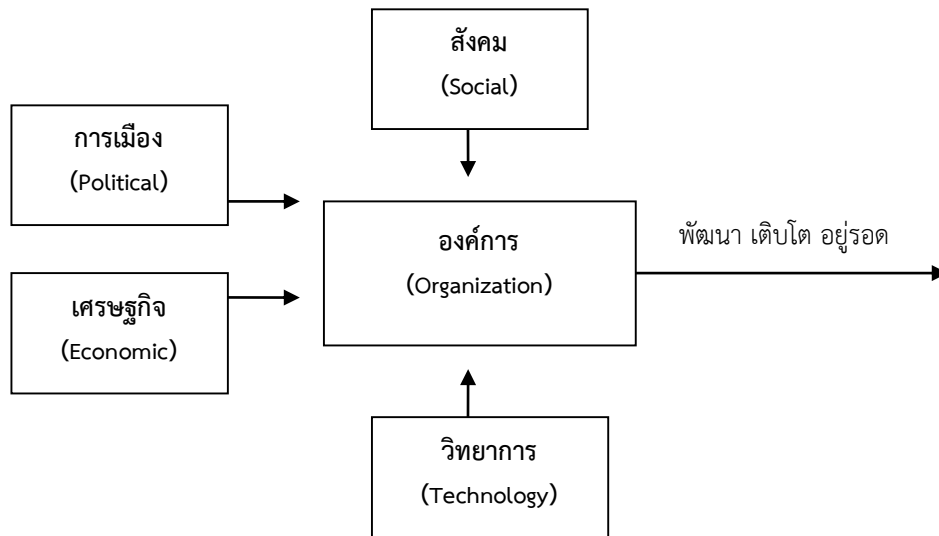 สังคม
(Social)
การเมือง
(Political)
องค์การ
(Organization)
พัฒนา เติบโต อยู่รอด
เศรษฐกิจ
(Economic)
วิทยาการ
(Technology)